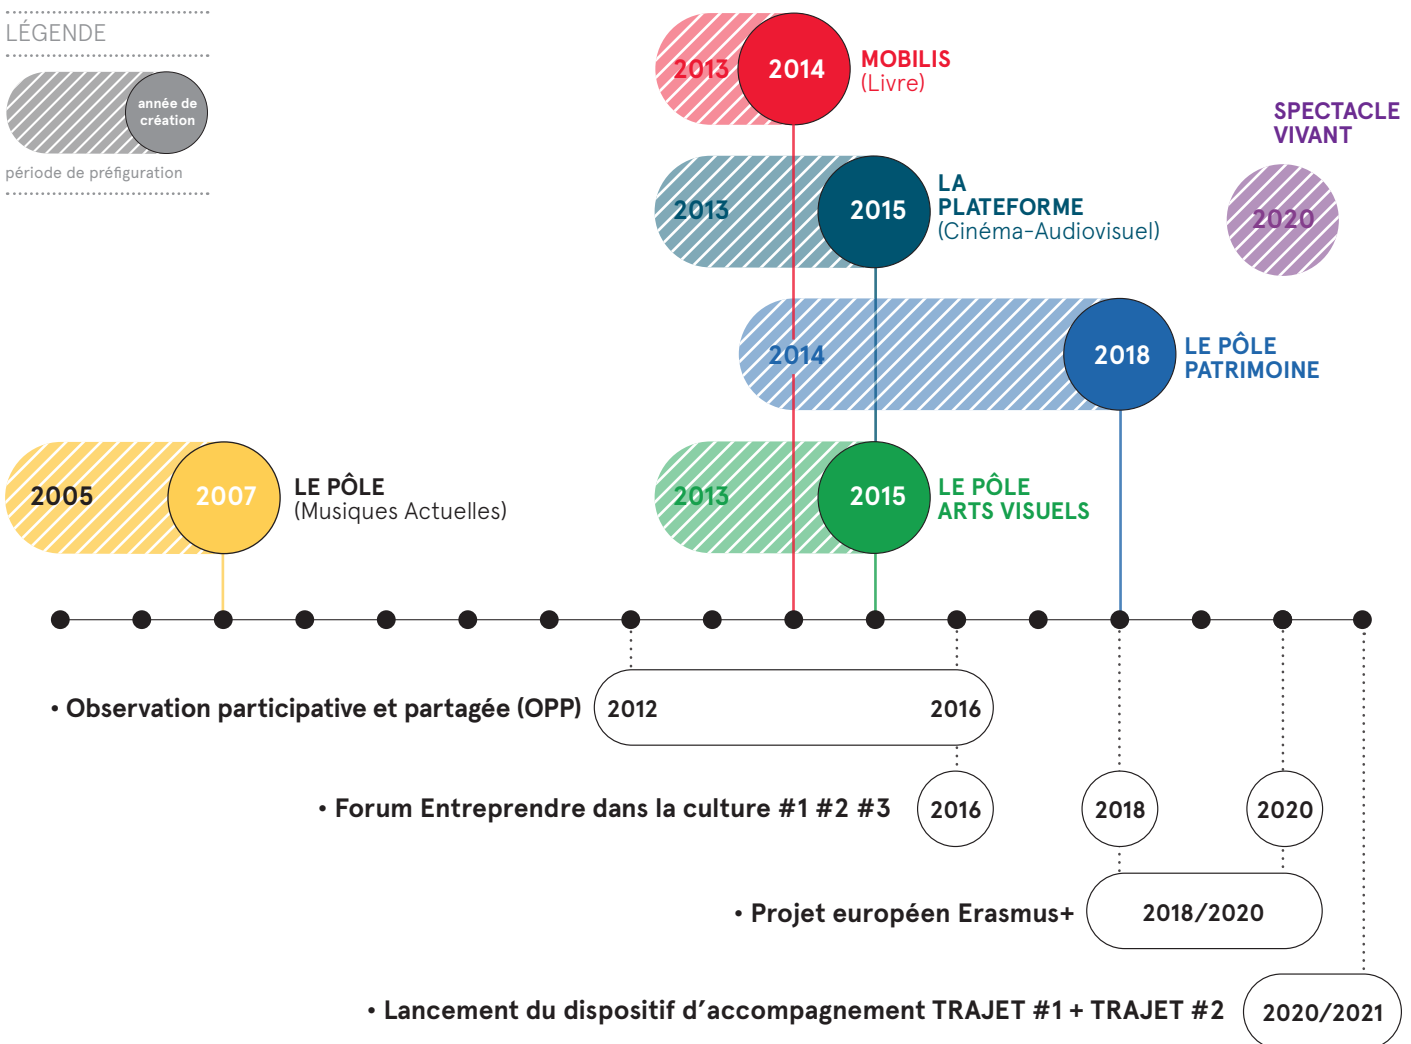 LÉGENDE
année de
création
période de préfiguration
2013
2014
MOBILIS
(Livre)
SPECTACLE
VIVANT
2020
2013
2015
LA
PLATEFORME
(Cinéma-Audiovisuel)
2014
2018
LE PÔLE
PATRIMOINE
2005
2007
LE PÔLE
(Musiques Actuelles)
2013
2015
LE PÔLE
ARTS VISUELS
• Observation participative et partagée (OPP)
2012
2016
• Forum Entreprendre dans la culture #1 #2 #3
2016
2018
2020
• Projet européen Erasmus+
2018/2020
• Lancement du dispositif d’accompagnement TRAJET #1 + TRAJET #2
2020/2021